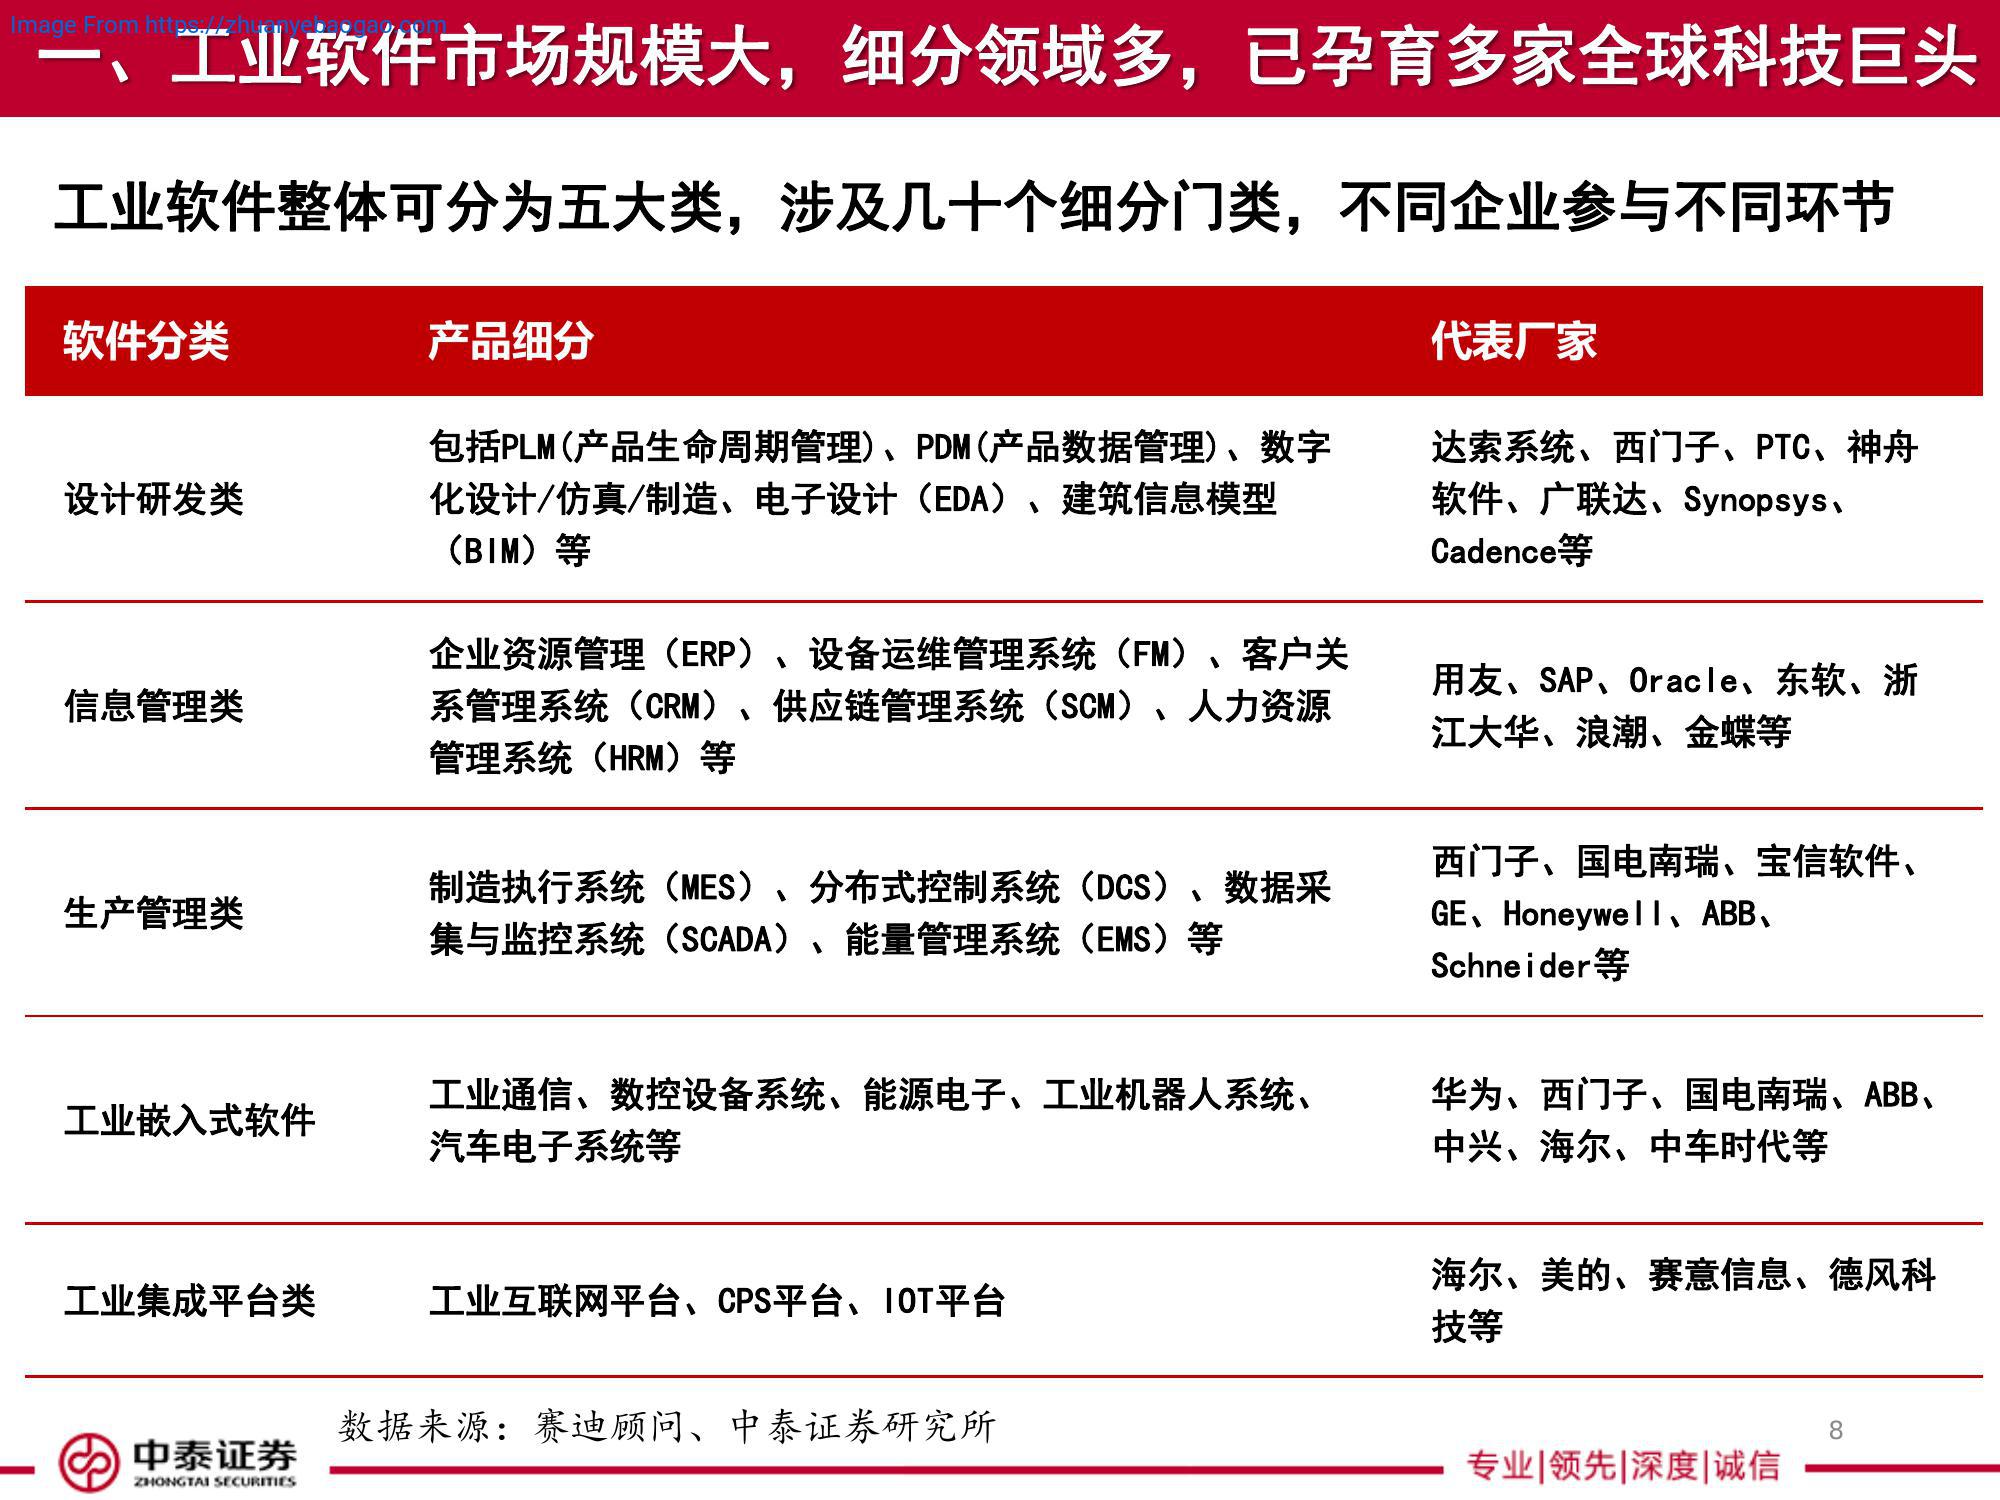 Image From https://zhuanyebaogao.com
一、工业软件市场规模大，细分领域多，已孕育多家全球科技巨头
工业软件整体可分为五大类，涉及几十个细分门类，不同企业参与不同环节
软件分类 产品细分 代表厂家
设计研发类
包括PLM(产品生命周期管理)、PDM(产品数据管理)、数字
化设计/仿真/制造、电子设计（EDA）、建筑信息模型
（BIM）等
达索系统、西门子、PTC、神舟
软件、广联达、Synopsys、
Cadence等
信息管理类
企业资源管理（ERP）、设备运维管理系统（FM）、客户关
系管理系统（CRM）、供应链管理系统（SCM）、人力资源
管理系统（HRM）等
用友、SAP、Oracle、东软、浙
江大华、浪潮、金蝶等
生产管理类
制造执行系统（MES）、分布式控制系统（DCS）、数据采
集与监控系统（SCADA）、能量管理系统（EMS）等
西门子、国电南瑞、宝信软件、
GE、Honeywell、ABB、
Schneider等
工业嵌入式软件
工业通信、数控设备系统、能源电子、工业机器人系统、
汽车电子系统等
华为、西门子、国电南瑞、ABB、
中兴、海尔、中车时代等
工业集成平台类
工业互联网平台、CPS平台、IOT平台
海尔、美的、赛意信息、德风科
技等
数据来源：赛迪顾问、中泰证券研究所
8
中泰证券
ZHONGTAI SECURITIES
专业|领先|深度|诚信